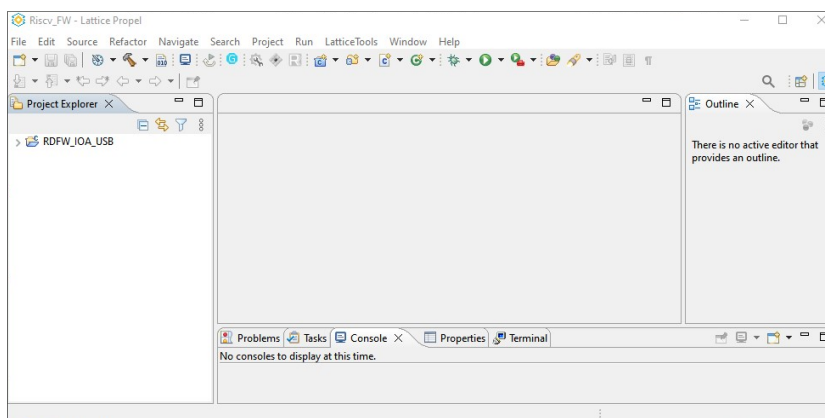 Riscv_FW - Lattice Propel
File Edit Source Refactor Navigate Search Project Run LatticeTools Window Help
Project Explorer
Outline
RDFW_IOA_USB
There is no active editor that
provides an outline.
Problems Tasks Console Properties Terminal
No consoles to display at this time.